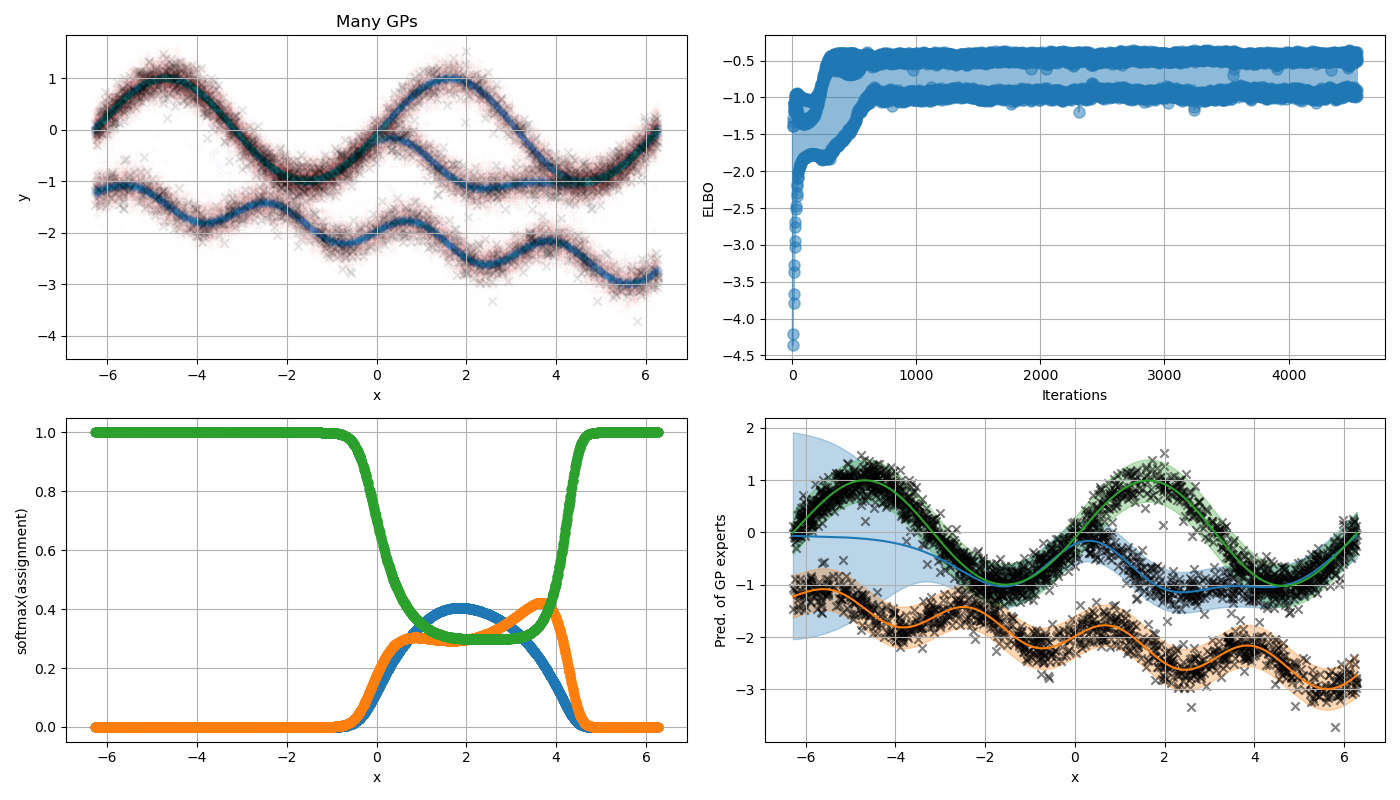 Many GPs
1
0
−1
−2
−3
−4
y
−6 −4 −2 0 2 4 6
x
−0.5
−1.0
−1.5
−2.0
−2.5
−3.0
−3.5
−4.0
−4.5
ELBO
0 1000 2000 3000 4000
Iterations
1.0
0.8
0.6
0.4
0.2
0.0
softmax(assignment)
−6 −4 −2 0 2 4 6
x
2
1
0
−1
−2
−3
Pred. of GP experts
−6 −4 −2 0 2 4 6
x